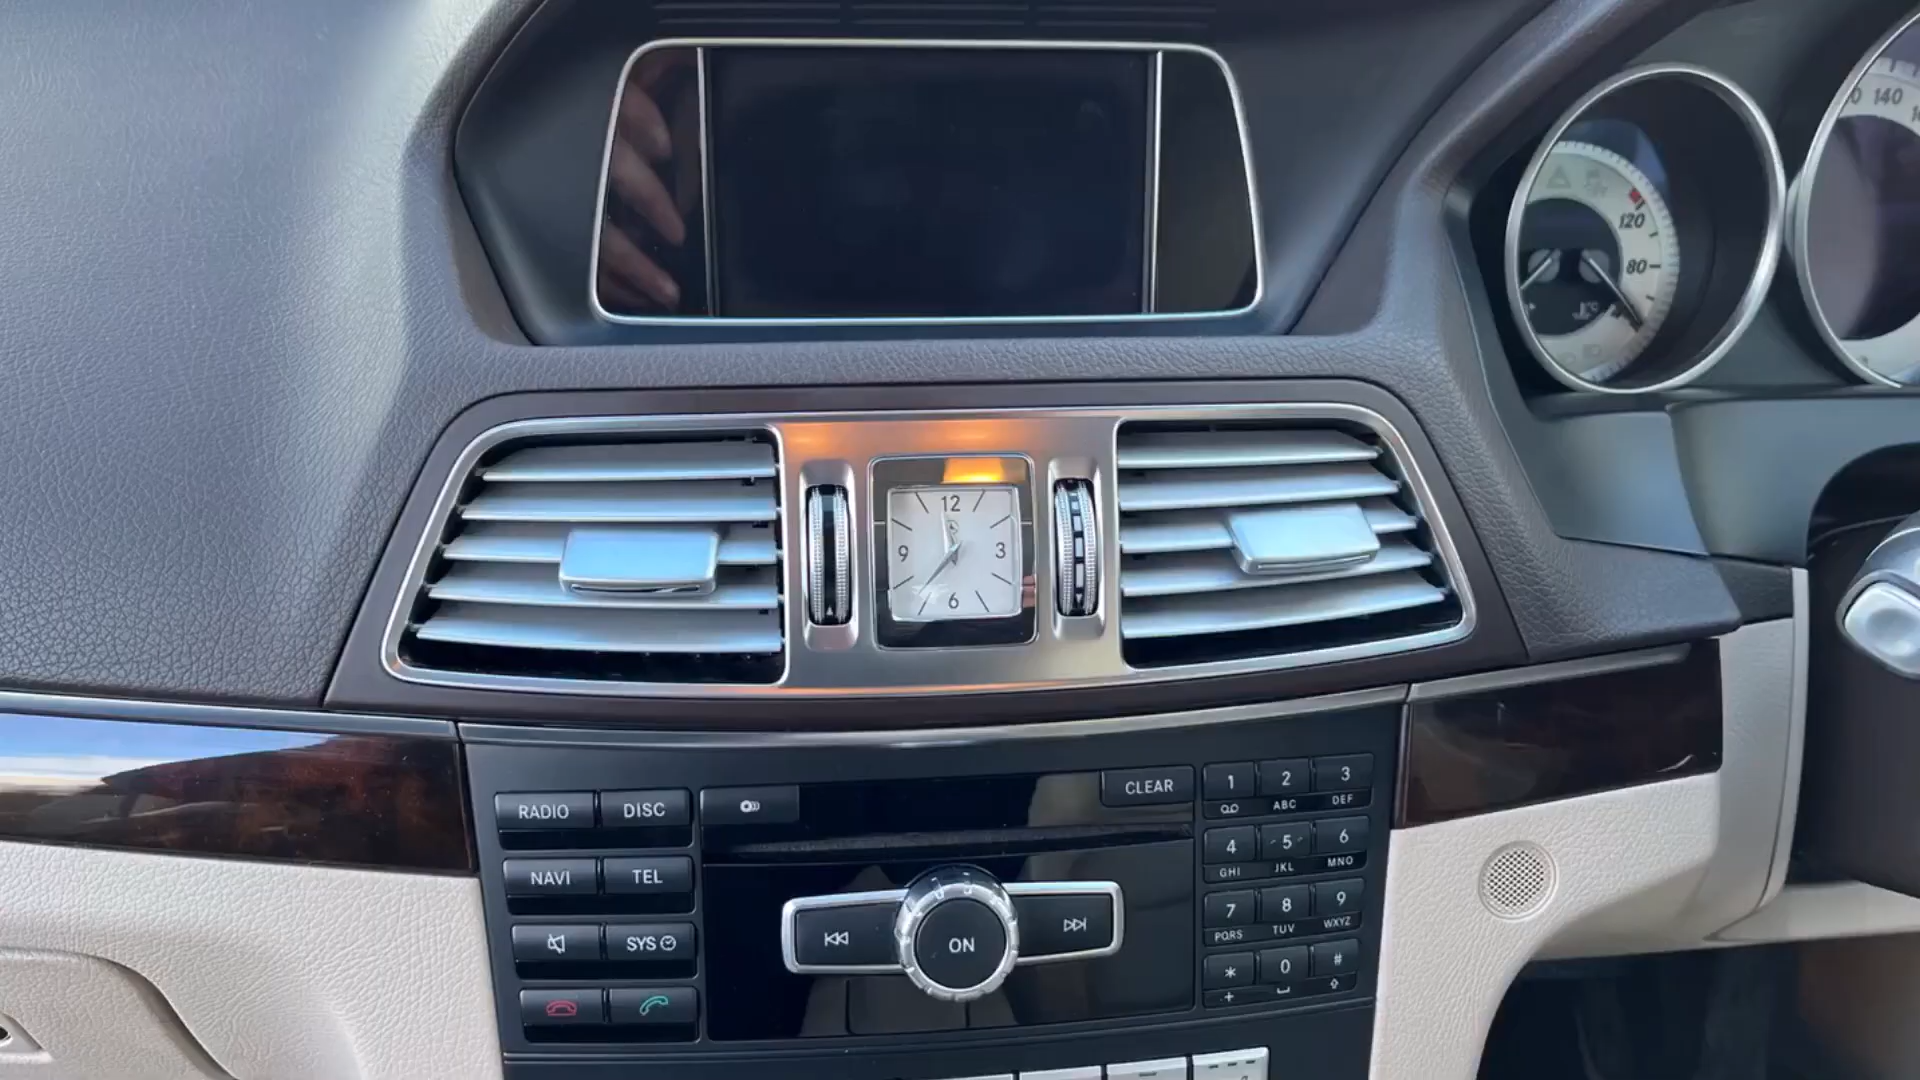 140
120
80
12
9
3
6
RADIO
DISC
CLEAR
1
2
3
ABC
DEF
NAVI
TEL
4
5
6
GHI
JKL
MNO
SYS
ON
7
8
9
PQRS
TUV
WXYZ
*
0
#
+